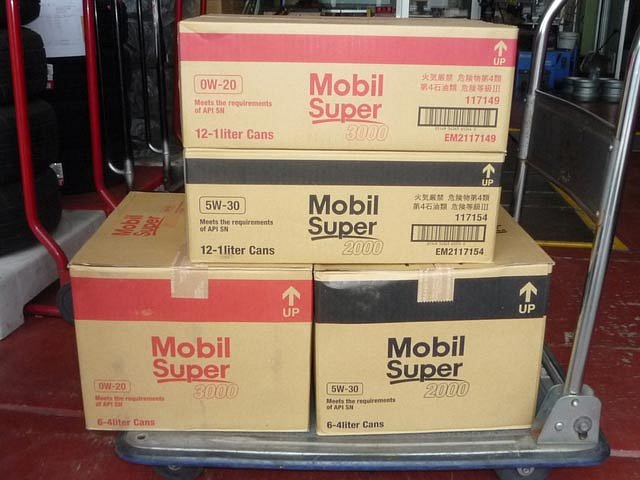 UP
0W-20
Meets the requirements
of API SN
12-1liter Cans
Mobil
Super
3000
火気厳禁 危険物第4類
第4石油類 危険等級III
117149
EM2117149
UP
5W-30
Meets the requirements
of API SN
12-1liter Cans
Mobil
Super
2000
火気厳禁 危険物第4類
第4石油類 危険等級III
117154
EM2117154
Mobil
Super
UP
Mobil
Super
3000
0W-20
Meets the requirements
of API SN
6-4liter Cans
UP
Mobil
Super
2000
5W-30
Meets the requirements
of API SN
6-4liter Cans